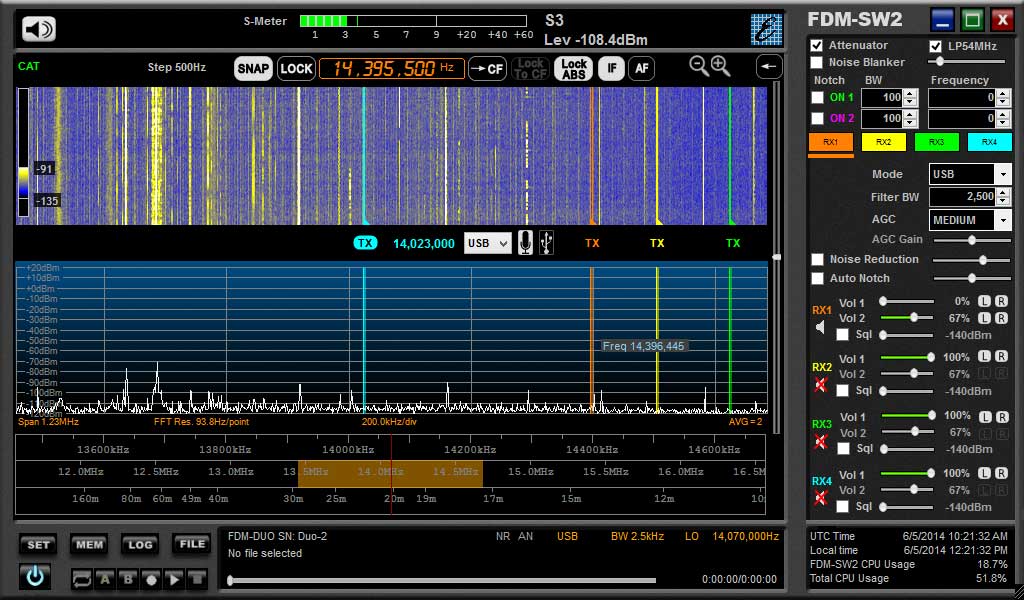 S-Meter
1 3 5 7 9 +20 +40 +60
S3
Lev -108.4dBm
FDM-SW2
CAT
Step 500Hz
SNAP
LOCK
14.395.500 HZ
→CF
Lock To CF
Lock ABS
IF
AF
-91
-135
TX
14,023,000
USB
TX
TX
TX
+20dBm
+10dBm
+0dBm
-10dBm
-20dBm
-30dBm
-40dBm
-50dBm
-60dBm
-70dBm
-80dBm
-90dBm
Freq 14,396,445
Span 1.23MHz
FFT Res. 93.8Hz/point
200.0kHz/div
AVG = 2
13600kHz 13800kHz 14000kHz 14200kHz 14400kHz 14600kHz
12.0MHz 12.5MHz 13.0MHz 13.5MHz 14.0MHz 14.5MHz 15.0MHz 15.5MHz 16.0MHz 16.5M
160m 80m 60m 49m 40m 30m 25m 20m 19m 17m 15m 12m 10
SET MEM LOG FILE
A B
FDM-DUO SN: Duo-2
NR AN USB BW 2.5kHz LO 14,070,000Hz
No file selected
0:00:00/0:00:00
Attenuator
LP54MHz
Noise Blanker
Notch BW Frequency
ON 1 100 0
ON 2 100 0
RX1 RX2 RX3 RX4
Mode USB
Filter BW 2,500
AGC MEDIUM
AGC Gain
Noise Reduction
Auto Notch
RX1
Vol 1 0% L R
Vol 2 67% L R
Sql -140dBm
RX2
Vol 1 100% L R
Vol 2 67% L R
Sql -140dBm
RX3
Vol 1 100% L R
Vol 2 67% L R
Sql -140dBm
RX4
Vol 1 100% L R
Vol 2 67% L R
Sql -140dBm
UTC Time 6/5/2014 10:21:32 AM
Local time 6/5/2014 12:21:32 PM
FDM-SW2 CPU Usage 18.7%
Total CPU Usage 51.8%